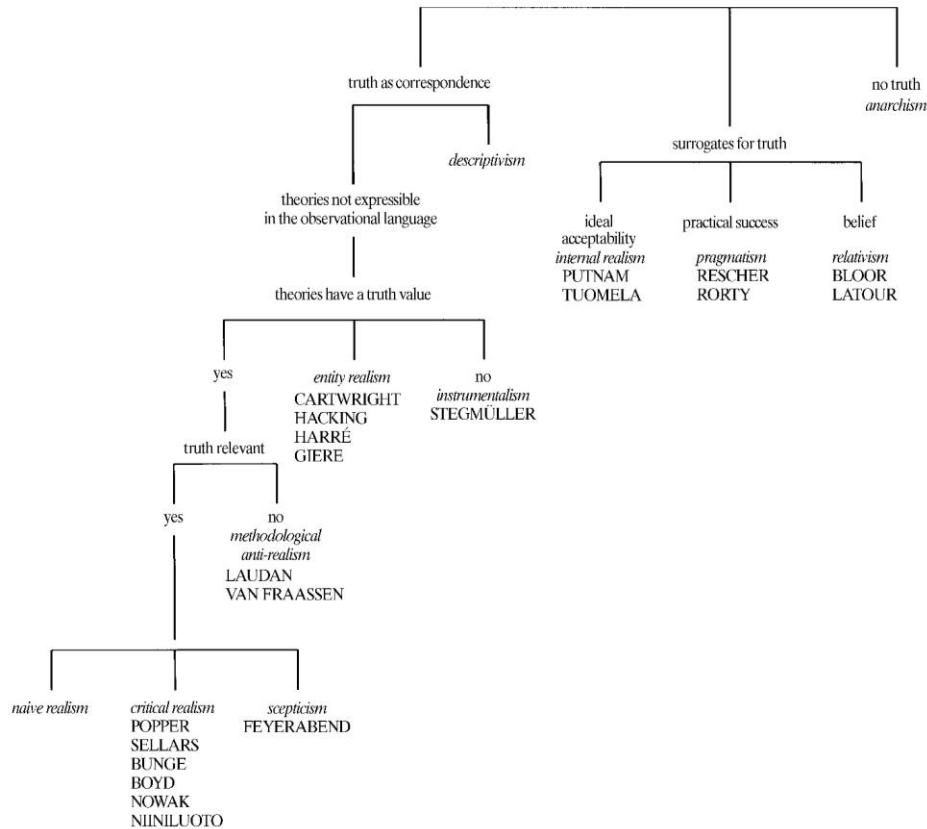 truth as correspondence
no truth
anarchism
surrogates for truth
descriptivism
theories not expressible
in the observational language
ideal
acceptability
internal realism
PUTNAM
TUOMELA
practical success
pragmatism
RESCHER
RORTY
belief
relativism
BLOOR
LATOUR
theories have a truth value
yes
entity realism
CARTWRIGHT
HACKING
HARRÉ
GIERE
no
instrumentalism
STEGMÜLLER
truth relevant
yes
no
methodological
anti-realism
LAUDAN
VAN FRAASSEN
naive realism
critical realism
POPPER
SELLARS
BUNGE
BOYD
NOWAK
NIINILUOTO
scepticism
FEYERABEND